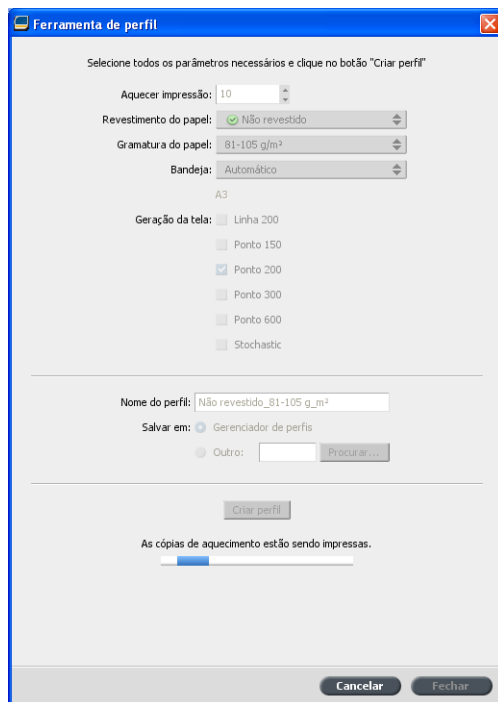 Ferramenta de perfil
Selecione todos os parâmetros necessários e clique no botão "Criar perfil"
Aquecer impressão: 10
Revestimento do papel: Não revestido
Gramatura do papel: 81-105 g/m²
Bandeja: Automático
A3
Geração da tela: Linha 200
Ponto 150
Ponto 200
Ponto 300
Ponto 600
Stochastic
Nome do perfil: Não revestido_81-105 g_m²
Salvar em: Gerenciador de perfis
Outro: Procurar...
Criar perfil
As cópias de aquecimento estão sendo impressas.
Cancelar Fechar